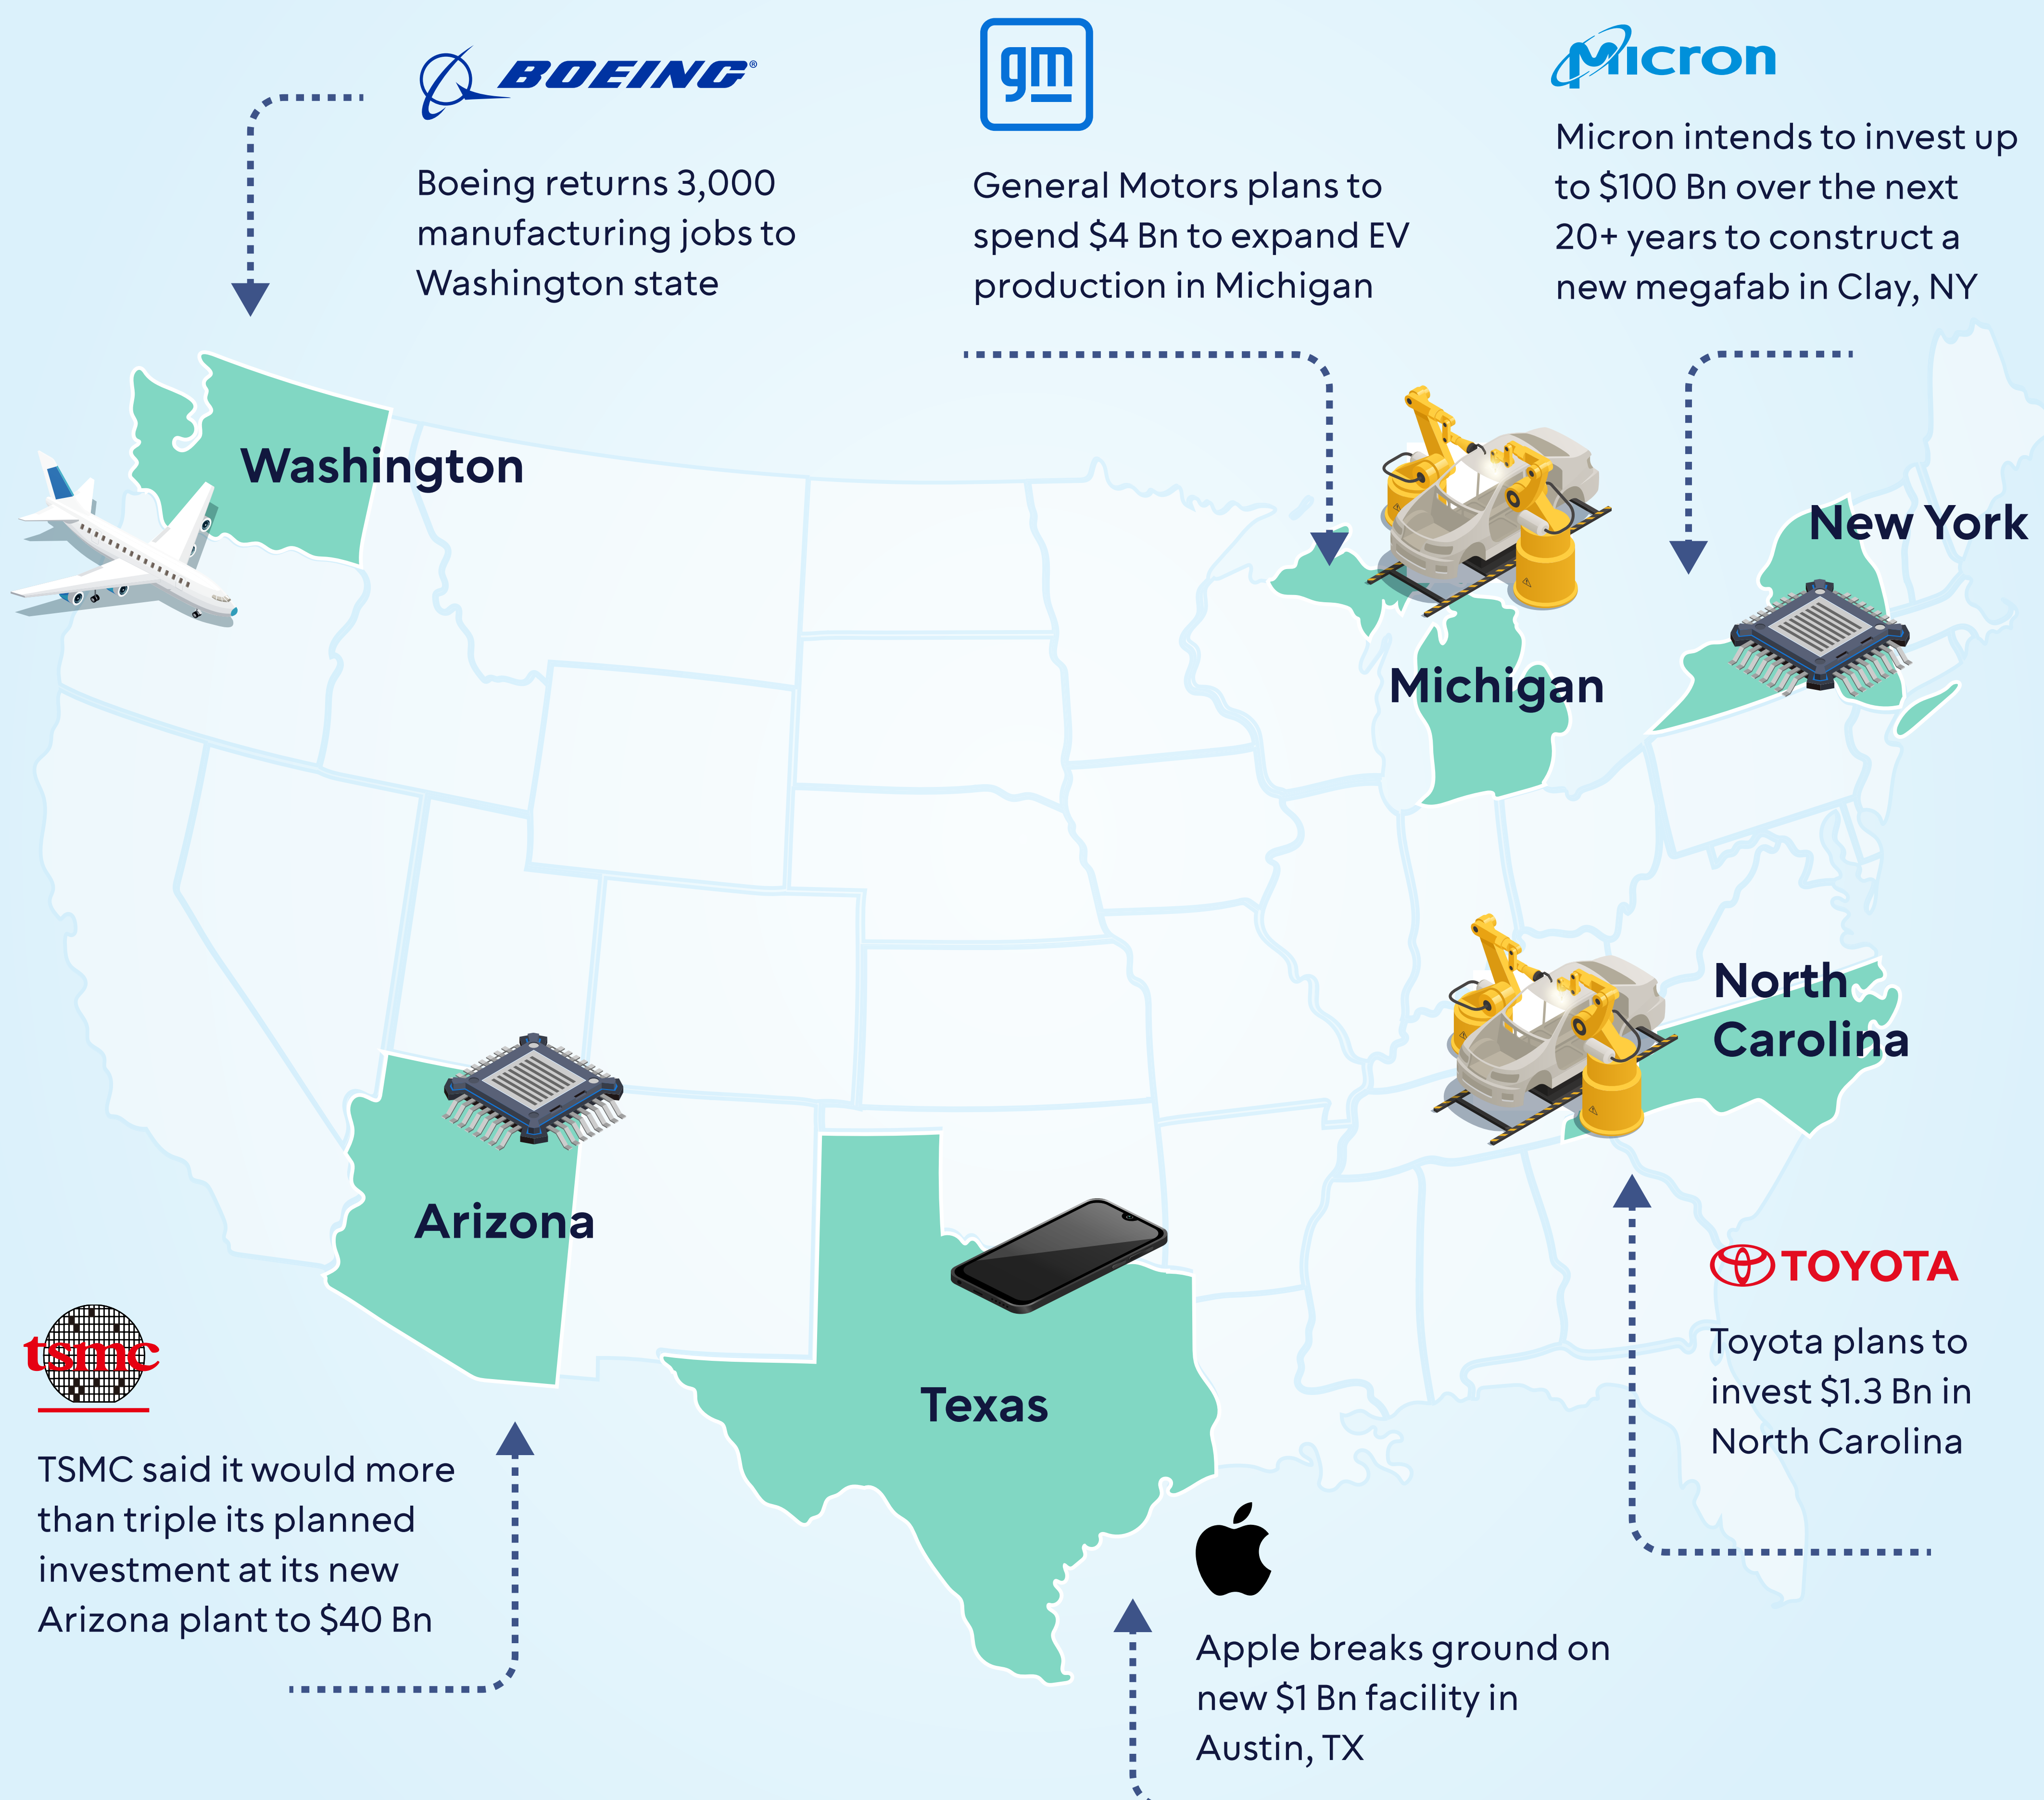 BOEING®
Boeing returns 3,000
manufacturing jobs to
Washington state
gm
General Motors plans to
spend $4 Bn to expand EV
production in Michigan
Micron
Micron intends to invest up
to $100 Bn over the next
20+ years to construct a
new megafab in Clay, NY
Washington
New York
Michigan
North
Carolina
Arizona
Texas
TOYOTA
Toyota plans to
invest $1.3 Bn in
North Carolina
tsmc
TSMC said it would more
than triple its planned
investment at its new
Arizona plant to $40 Bn
Apple breaks ground on
new $1 Bn facility in
Austin, TX